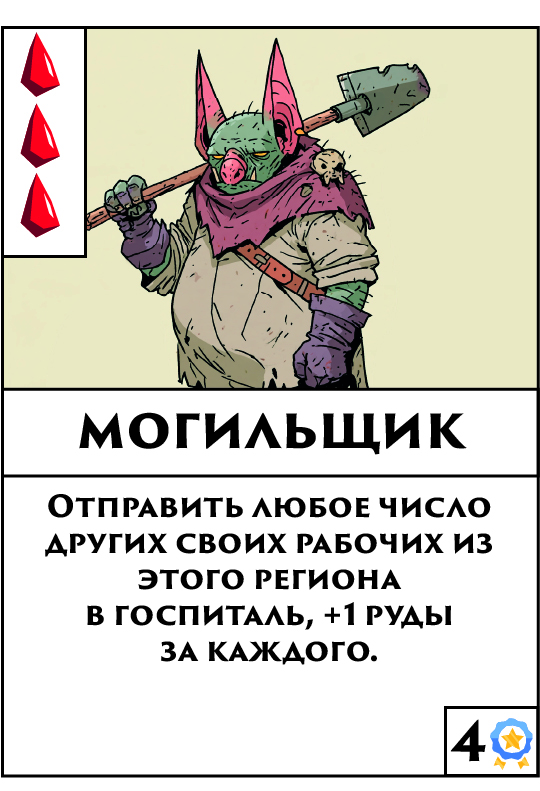 МОГИЛЬЩИК
ОТПРАВИТЬ ЛЮБОЕ ЧИСЛО
ДРУГИХ СВОИХ РАБОЧИХ ИЗ
ЭТОГО РЕГИОНА
В ГОСПИТАЛЬ, +1 РУДЫ
ЗА КАЖДОГО.
4